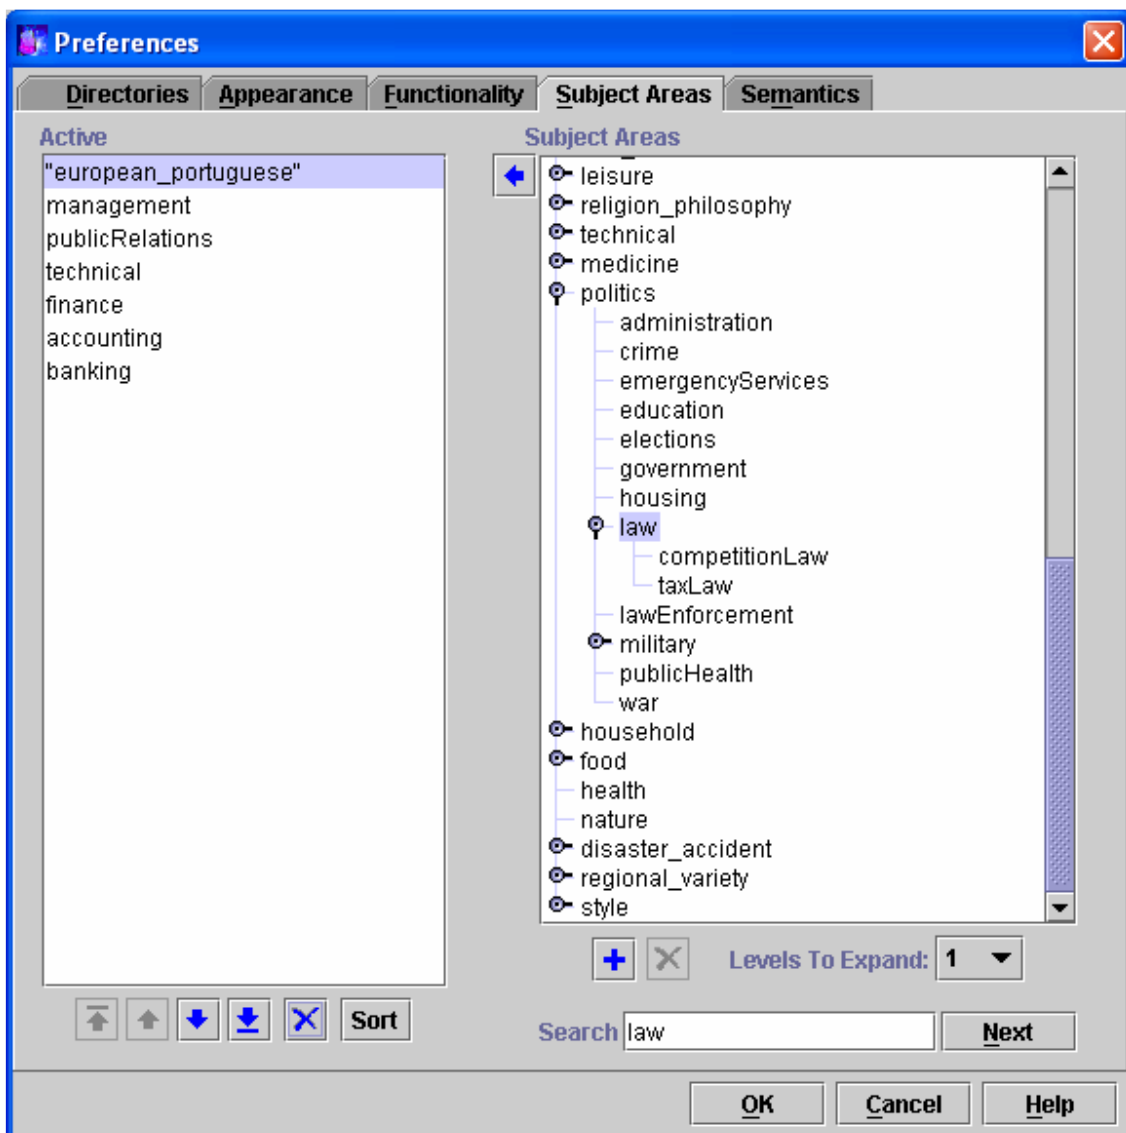 Preferences
Directories Appearance Functionality Subject Areas Semantics
Active
"european_portuguese"
management
publicRelations
technical
finance
accounting
banking
Sort
Subject Areas
leisure
religion_philosophy
technical
medicine
politics
administration
crime
emergencyServices
education
elections
government
housing
law
competitionLaw
taxLaw
lawEnforcement
military
publicHealth
war
household
food
health
nature
disaster_accident
regional_variety
style
Levels To Expand: 1
Search law Next
OK Cancel Help